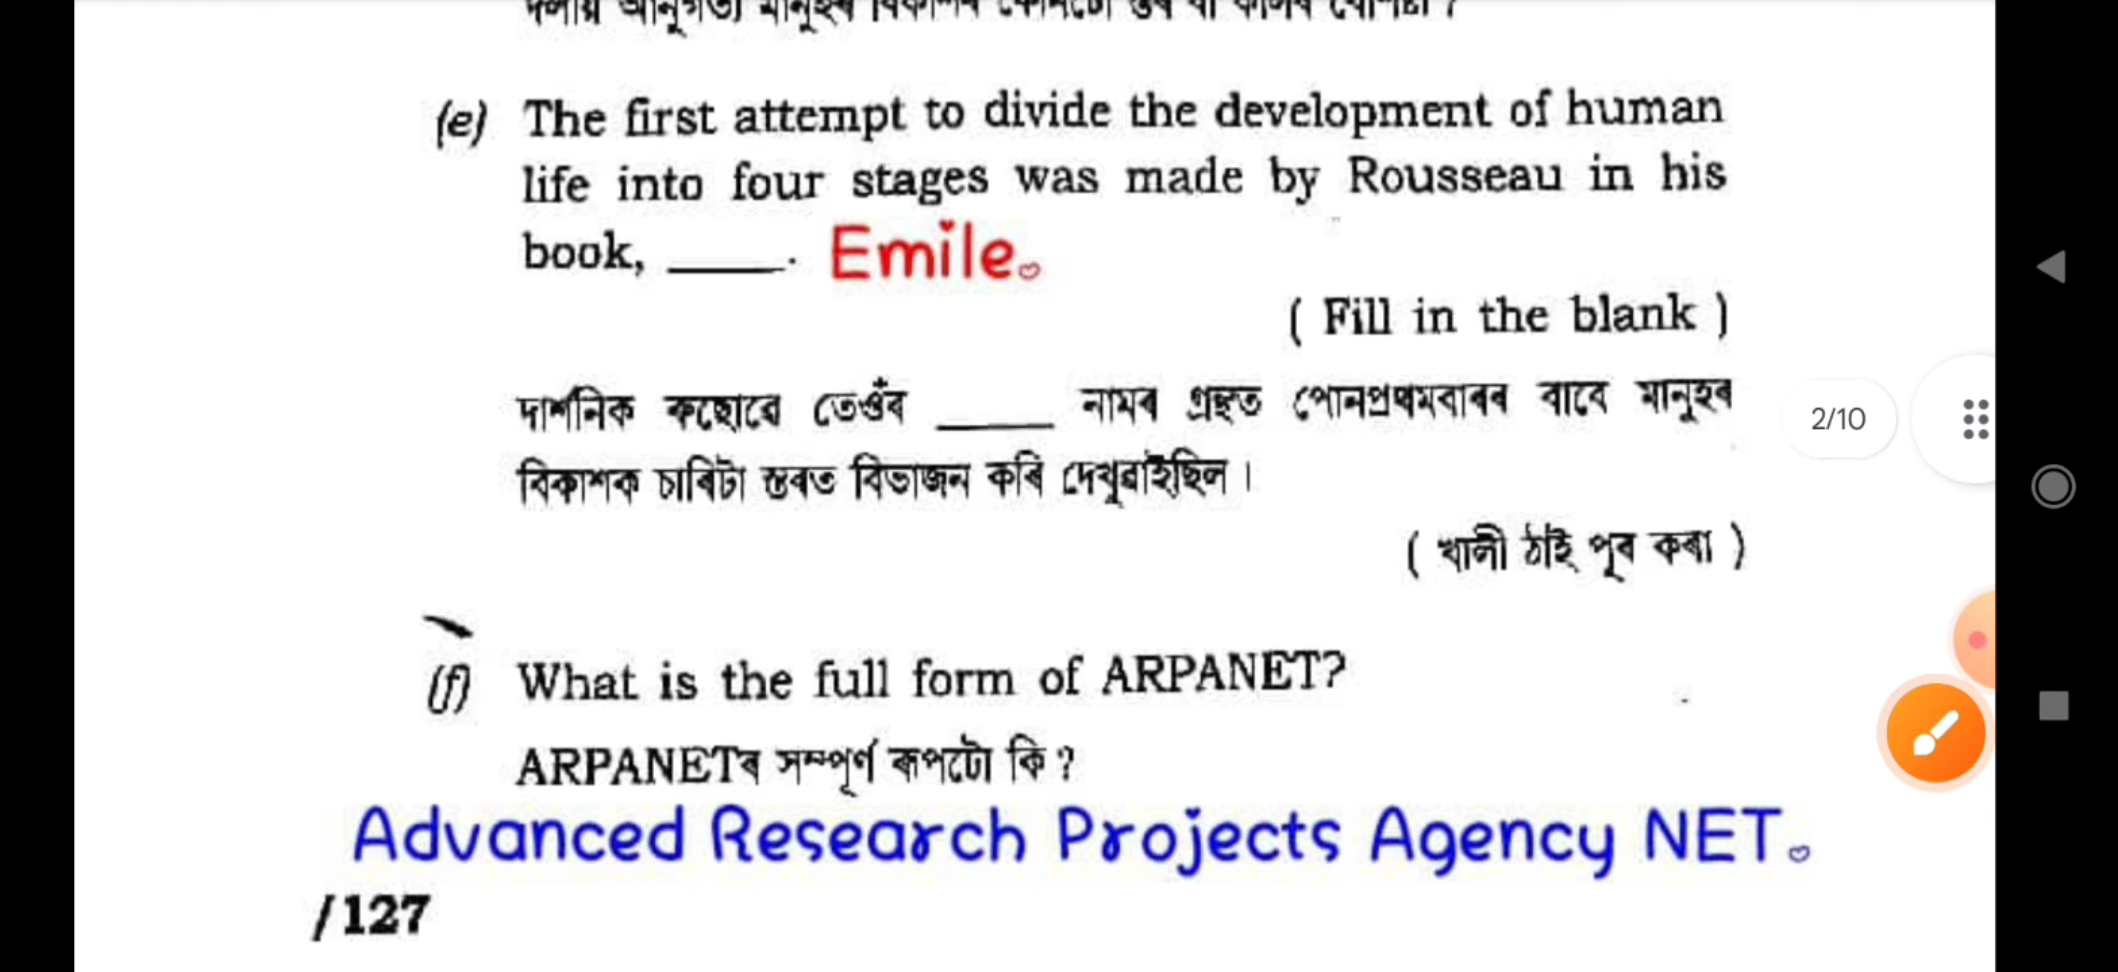 (e) The first attempt to divide the development of human
life into four stages was made by Rousseau in his
book, ____. Emile.
( Fill in the blank )
দাৰ্শনিক ৰুছোৱে তেওঁৰ ____ নামৰ গ্ৰন্থত পোনপ্ৰথমবাৰৰ বাবে মানুহৰ
বিকাশক চাৰিটা স্তৰত বিভাজন কৰি দেখুৱাইছিল।
2/10
( খালী ঠাই পূৰ কৰা )
(f) What is the full form of ARPANET?
ARPANETৰ সম্পূৰ্ণ ৰূপটো কি ?
Advanced Research Projects Agency NET.
/127